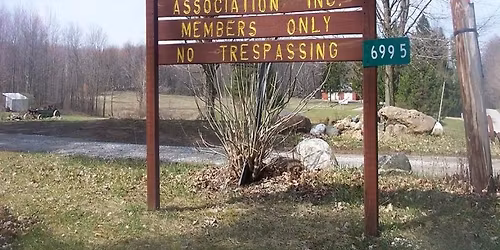 ASSOCIATION INC.
MEMBERS ONLY
NO TRESPASSING
6995